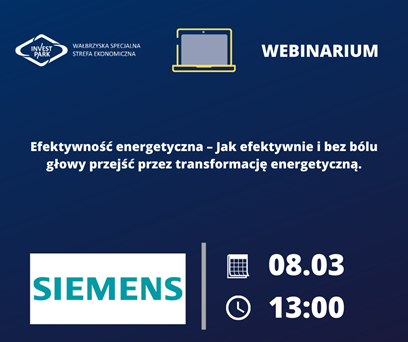 INVEST
PARK
WAŁBRZYSKA SPECJALNA
STREFA EKONOMICZNA
WEBINARIUM
Efektywność energetyczna – Jak efektywnie i bez bólu
głowy przejść przez transformację energetyczną.
SIEMENS
08.03
13:00